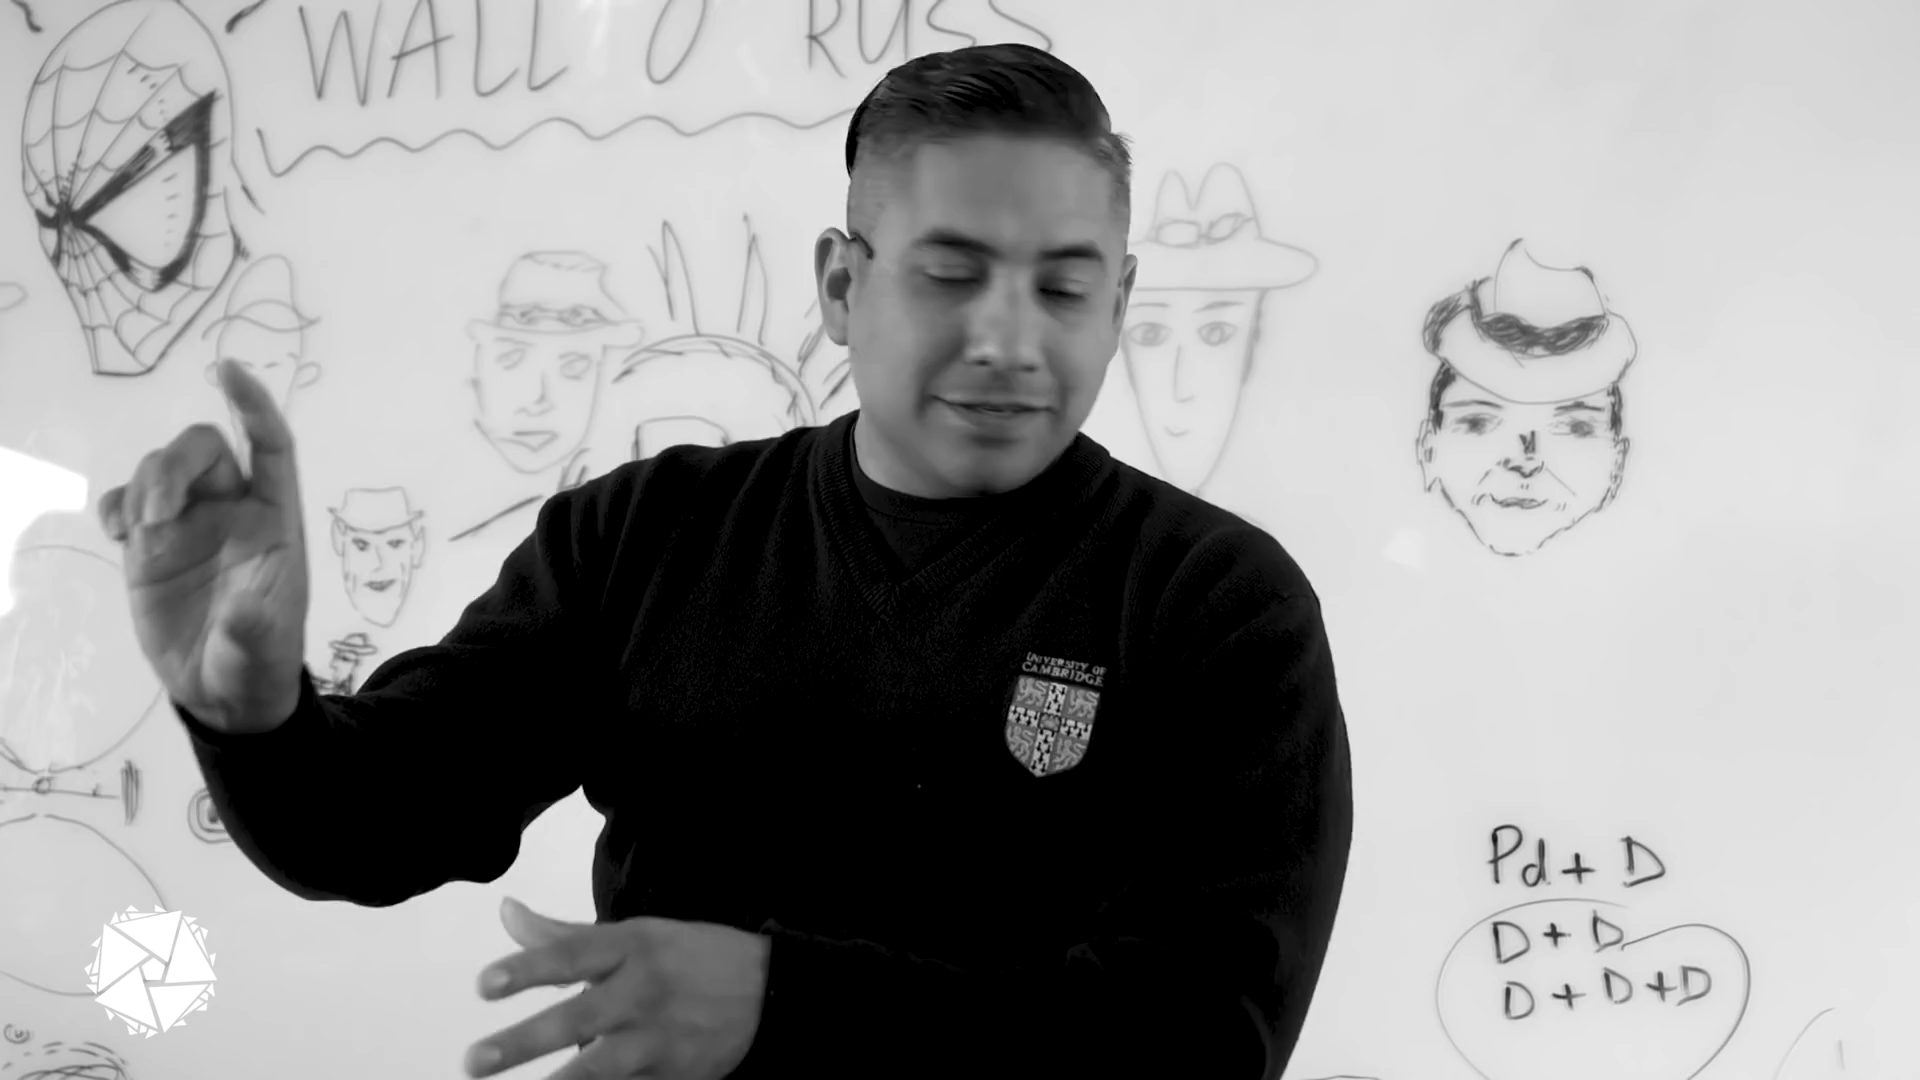 WALL O' RUSS
UNIVERSITY OF
CAMBRIDGE
Pd + D
D + D
D + D + D